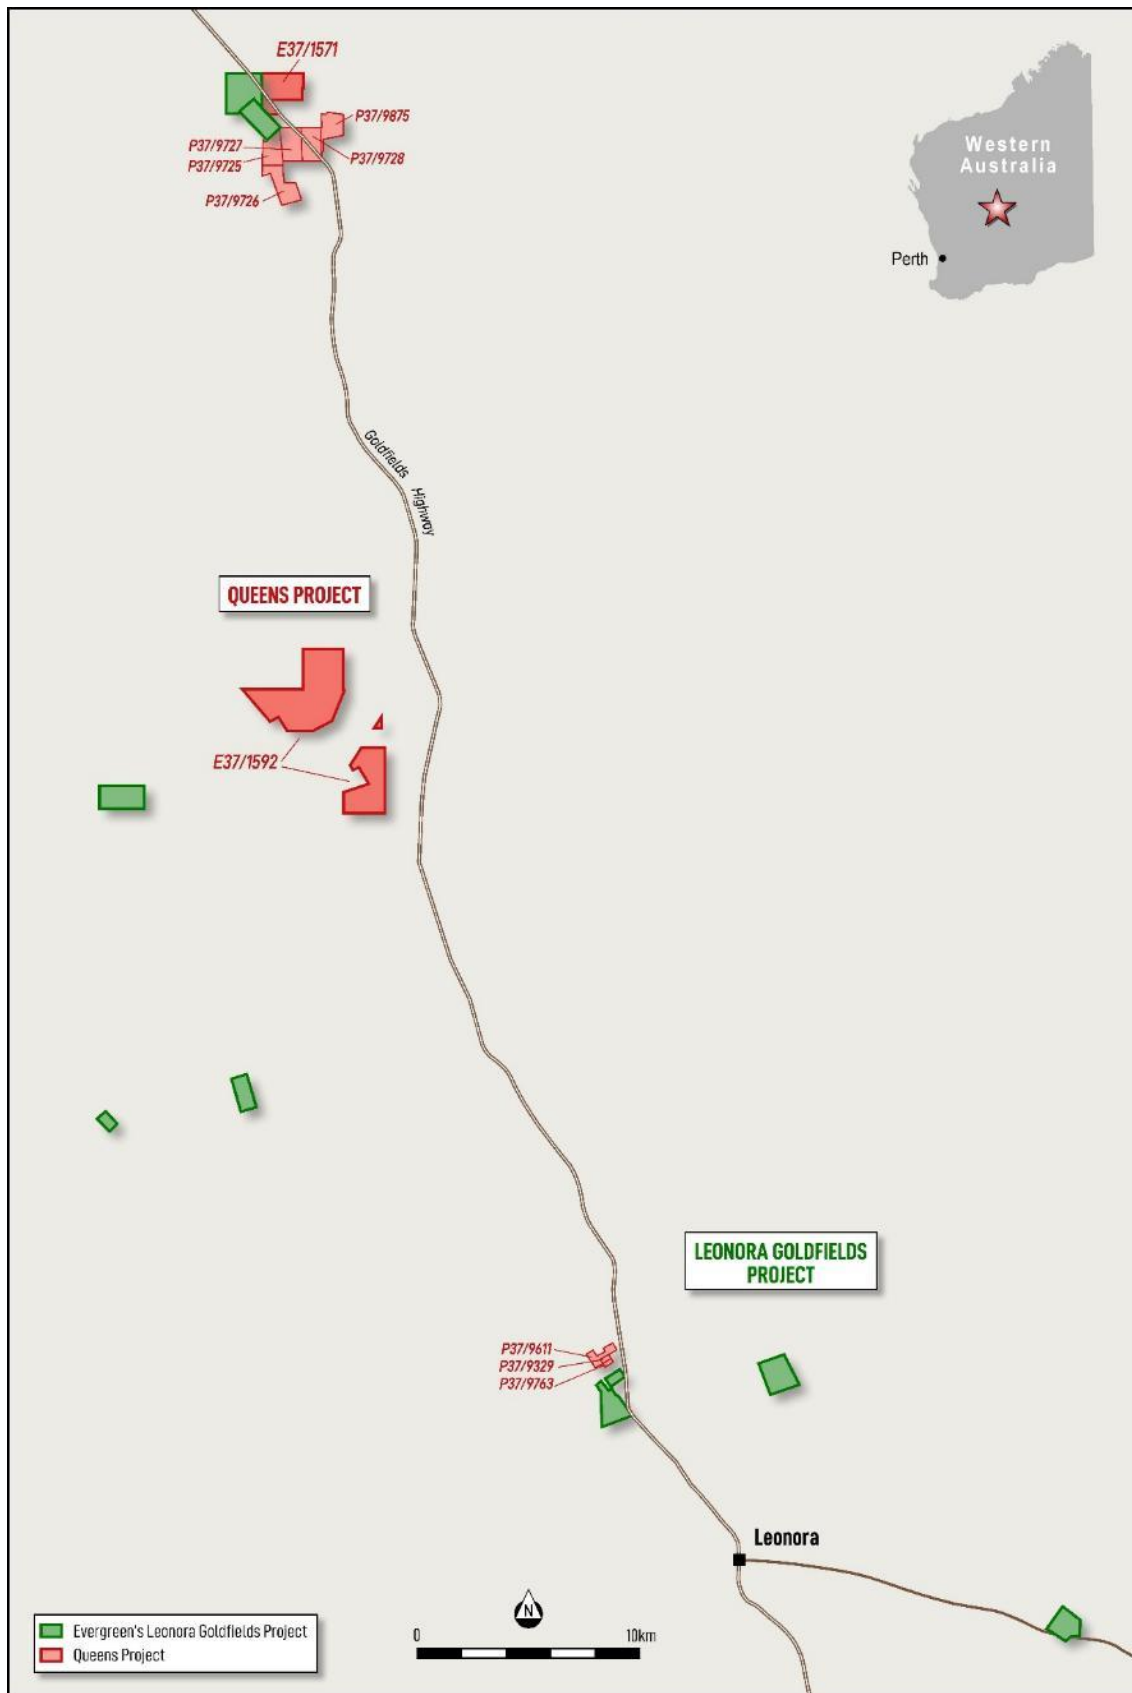 E37/1571
P37/9875
P37/9727
P37/9728
P37/9725
P37/9726
Western
Australia
Perth
Goldfields
Highway
QUEENS PROJECT
E37/1592
LEONORA GOLDFIELDS
PROJECT
P37/9611
P37/9329
P37/9763
Leonora
N
0 10km
Evergreen's Leonora Goldfields Project
Queens Project